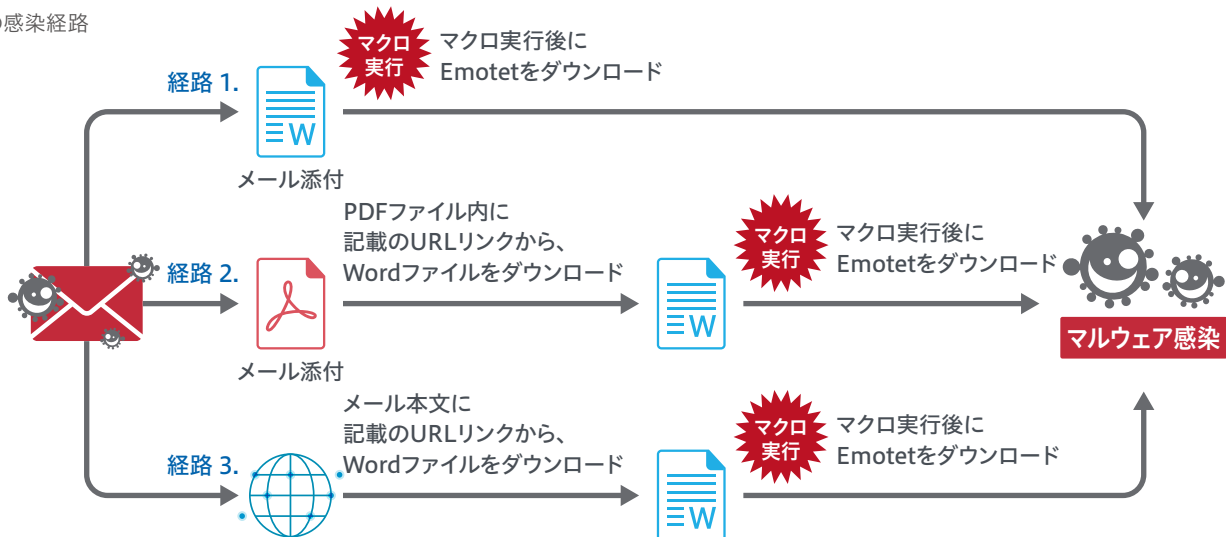 感染経路
経路 1.
W
メール添付
マクロ
実行
マクロ実行後に
Emotetをダウンロード
経路 2.
メール添付
PDFファイル内に
記載のURLリンクから、
Wordファイルをダウンロード
W
マクロ
実行
マクロ実行後に
Emotetをダウンロード
経路 3.
メール本文に
記載のURLリンクから、
Wordファイルをダウンロード
W
マクロ
実行
マクロ実行後に
Emotetをダウンロード
マルウェア感染